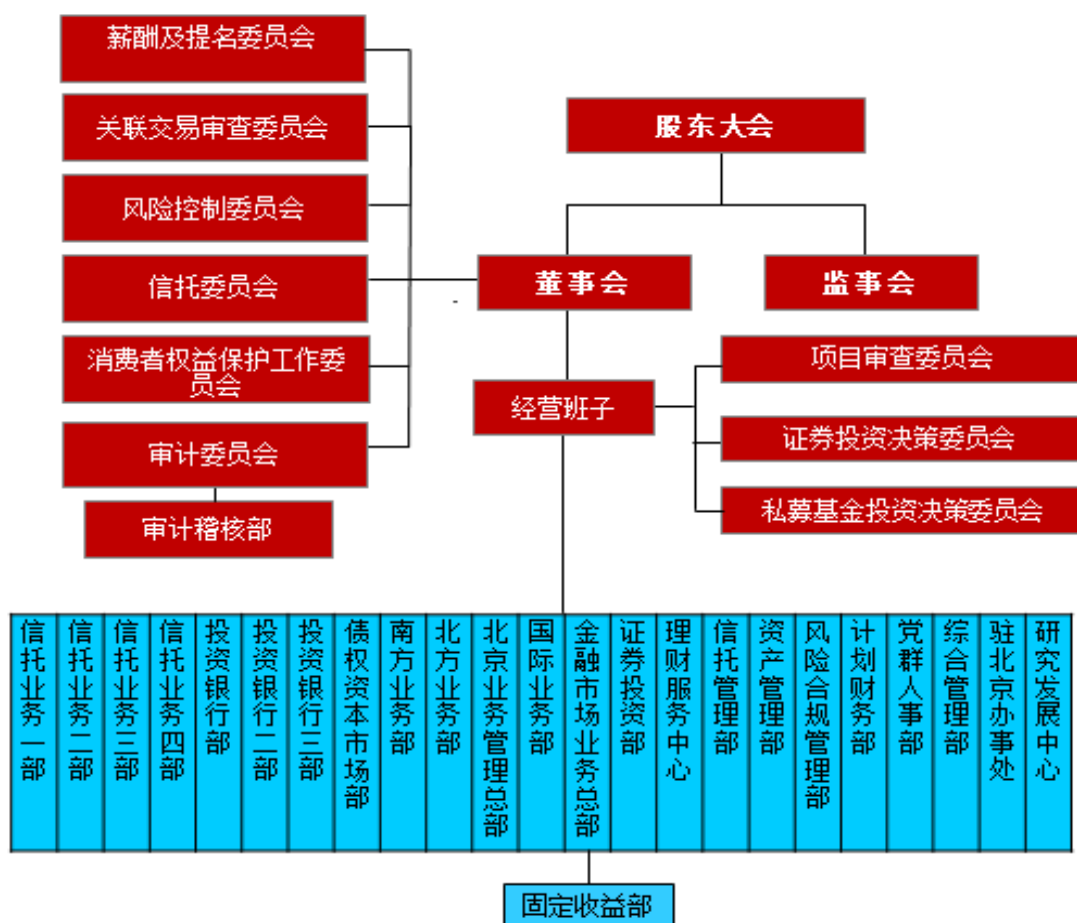 薪酬及提名委员会
关联交易审查委员会
股东大会
风险控制委员会
信托委员会
董事会
监事会
消费者权益保护工作委
员会
项目审查委员会
经营班子
审计委员会
证券投资决策委员会
审计稽核部
私募基金投资决策委员会
信托业务一部
信托业务二部
信托业务三部
信托业务四部
投资银行部
投资银行二部
投资银行三部
债权资本市场部
南方业务部
北方业务部
北京业务管理总部
国际业务部
金融市场业务总部
证券投资部
理财服务中心
信托管理部
资产管理部
风险合规管理部
计划财务部
党群人事部
综合管理部
驻北京办事处
研究发展中心
固定收益部